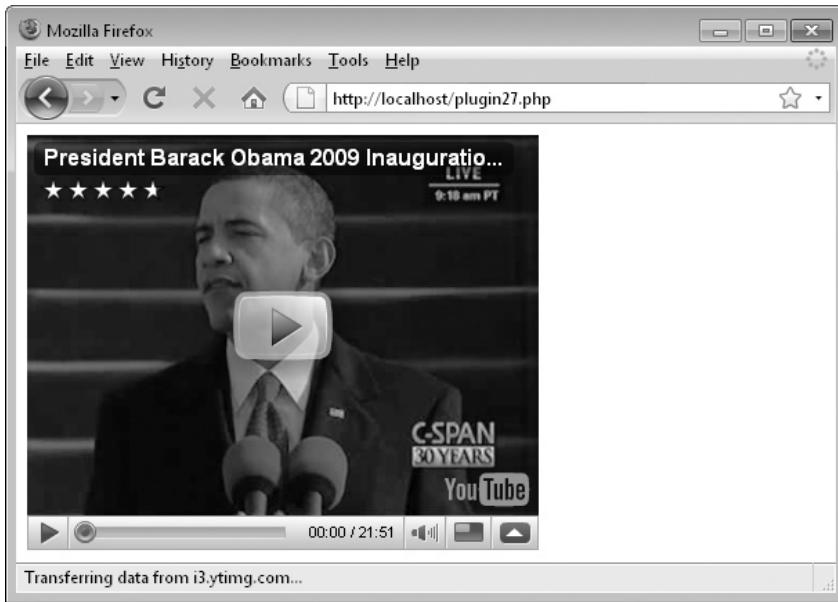 Mozilla Firefox
File Edit View History Bookmarks Tools Help
http://localhost/plugin27.php
President Barack Obama 2009 Inauguratio...
LIVE
9:18 am PT
C-SPAN
30 YEARS
YouTube
00:00 / 21:51
Transferring data from i3.ytimg.com...